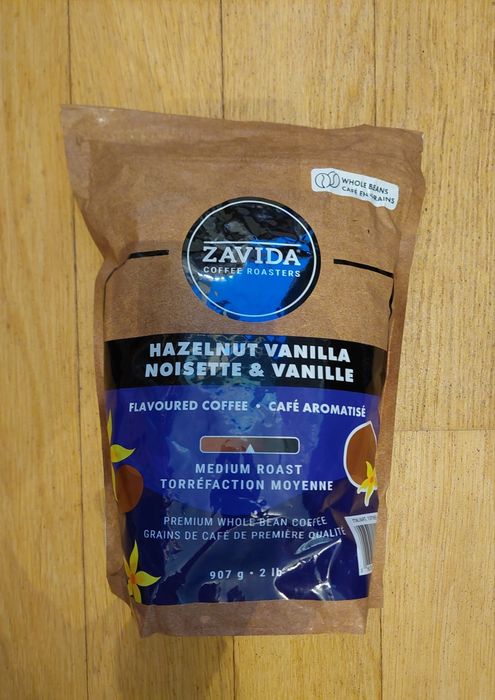 WHOLE BEANS
CAFÉ EN GRAINS
ZAVIDA
COFFEE ROASTERS
HAZELNUT VANILLA
NOISETTE & VANILLE
FLAVOURED COFFEE • CAFÉ AROMATISÉ
MEDIUM ROAST
TORRÉFACTION MOYENNE
PREMIUM WHOLE BEAN COFFEE
GRAINS DE CAFÉ DE PREMIÈRE QUALITÉ
907 g • 2 lb